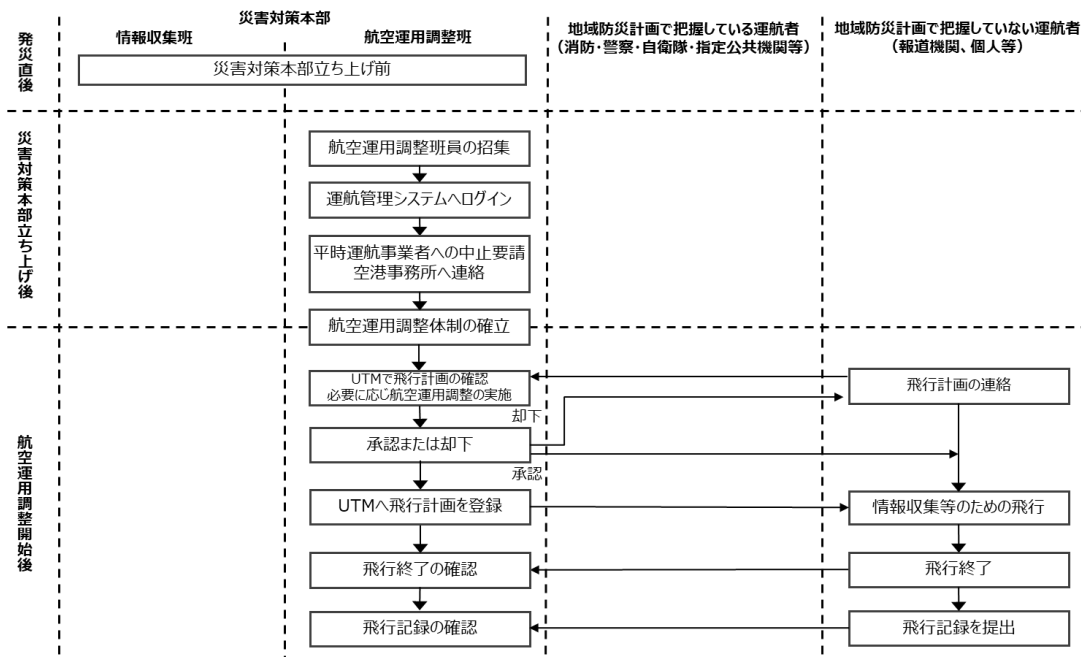 災害対策本部
情報収集班
航空運用調整班
地域防災計画で把握している運航者
(消防・警察・自衛隊・指定公共機関等)
地域防災計画で把握していない運航者
(報道機関、個人等)
発災直後
災害対策本部立ち上げ前
災害対策本部立ち上げ後
航空運用調整班員の招集
運航管理システムへログイン
平時運航事業者への中止要請
空港事務所へ連絡
航空運用調整体制の確立
航空運用調整開始後
UTMで飛行計画の確認
必要に応じ航空運用調整の実施
飛行計画の連絡
却下
承認または却下
承認
UTMへ飛行計画を登録
情報収集等のための飛行
飛行終了の確認
飛行終了
飛行記録の確認
飛行記録を提出